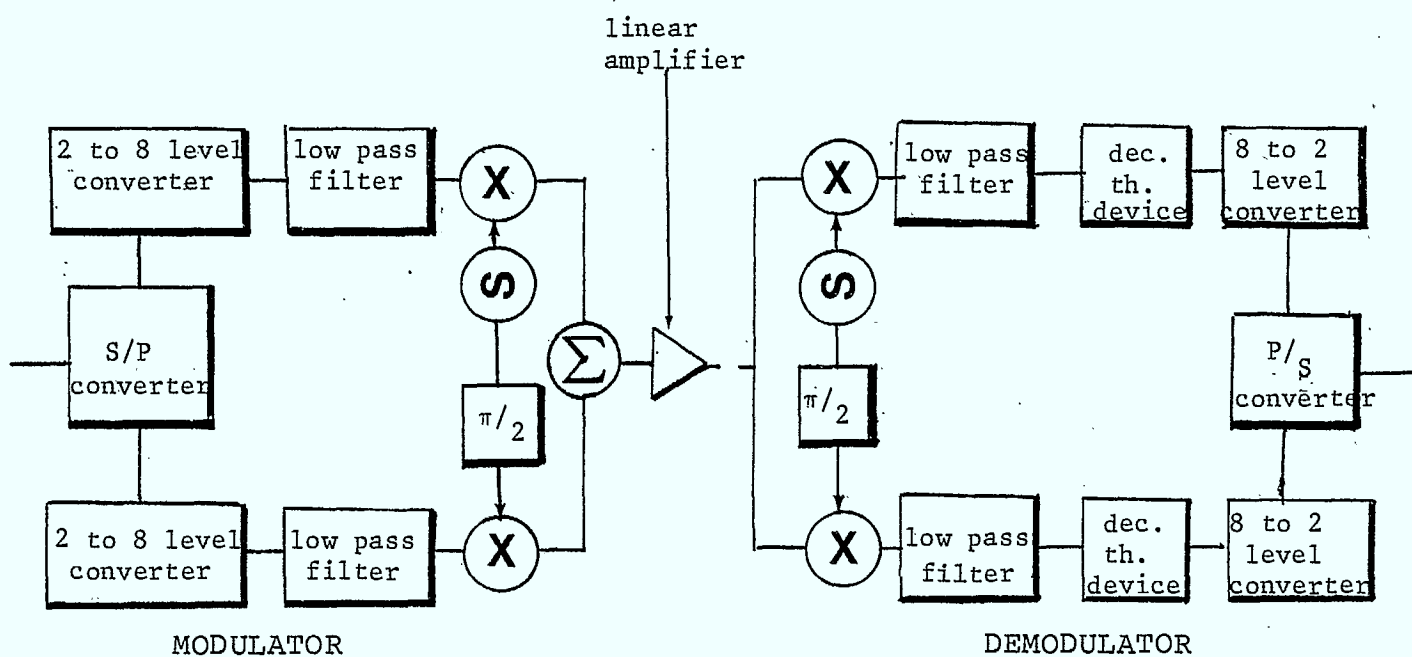 linear
amplifier
2 to 8 level
converter
low pass
filter
X
S
S/P
converter
Σ
π/2
2 to 8 level
converter
low pass
filter
X
MODULATOR
X
low pass
filter
dec.
th.
device
8 to 2
level
converter
S
π/2
P/S
converter
X
low pass
filter
dec.
th.
device
8 to 2
level
converter
DEMODULATOR